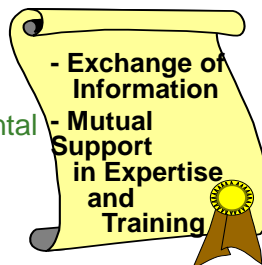 - Exchange of
Information
ntal - Mutual
Support
in Expertise
and
Training